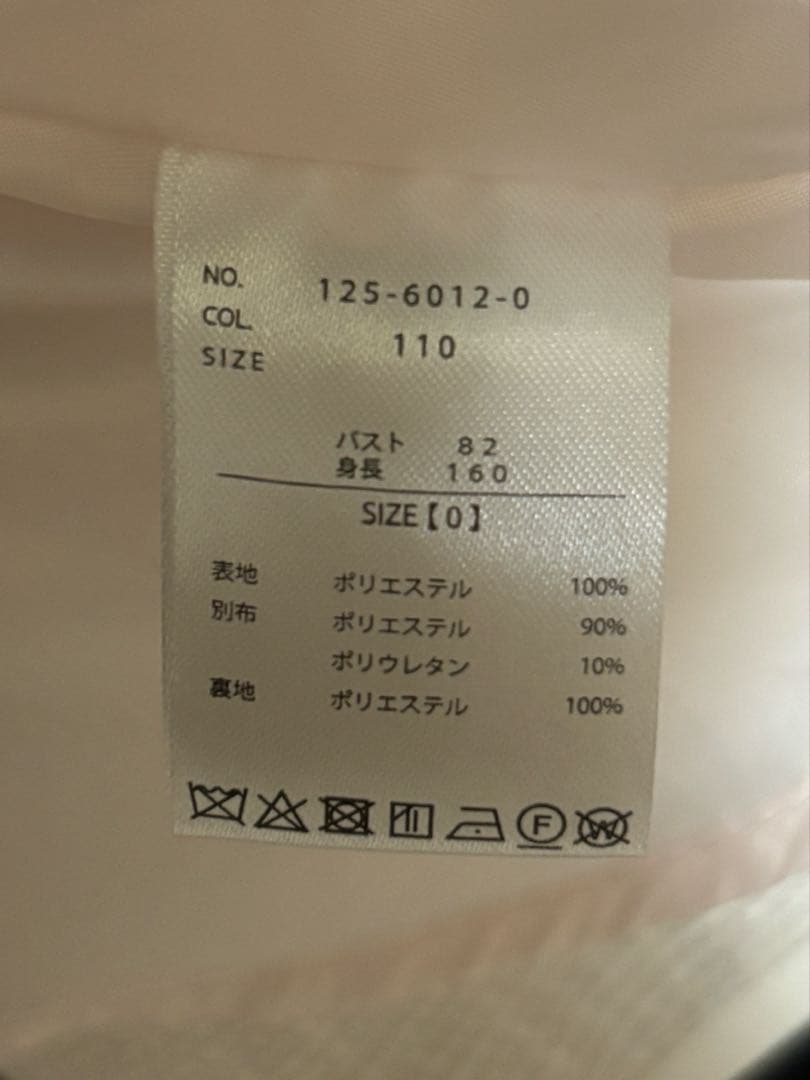 NO. 125-6012-0
COL. 110
SIZE
バスト 82
身長 160
SIZE【0】
表地 ポリエステル 100%
別布 ポリエステル 90%
ポリウレタン 10%
裏地 ポリエステル 100%
F W